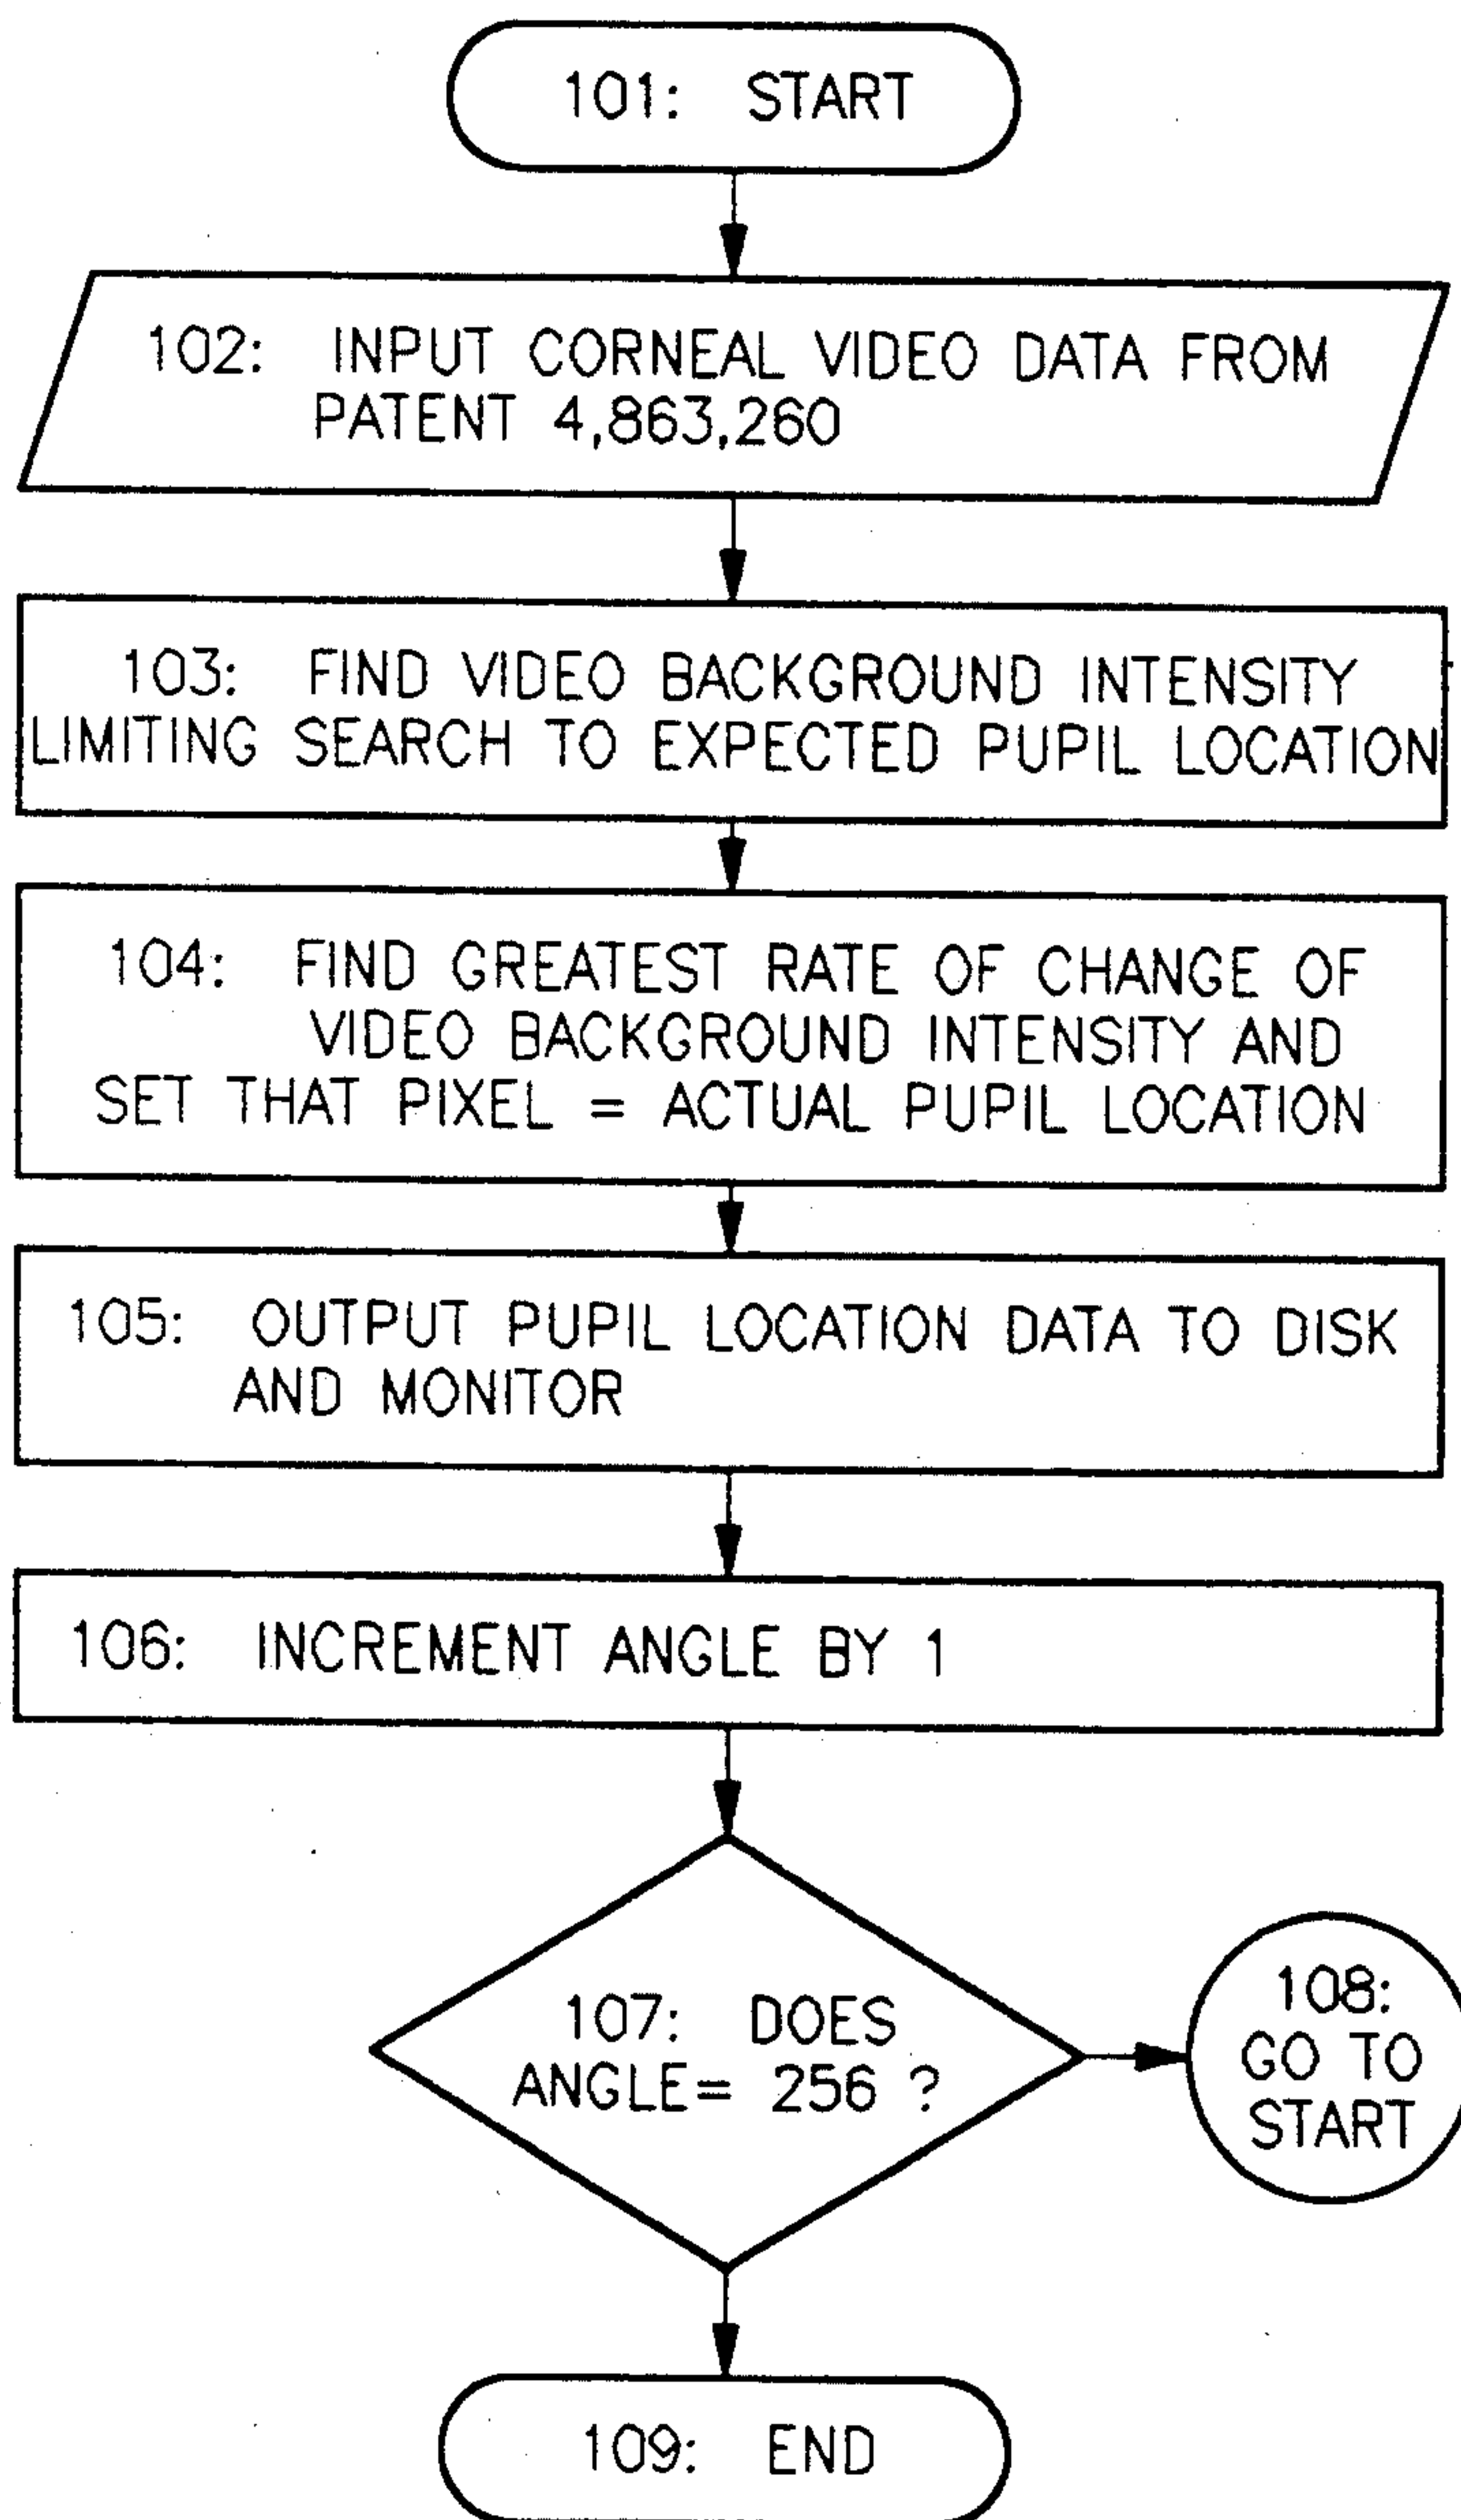 101: START
102: INPUT CORNEAL VIDEO DATA FROM
PATENT 4,863,260
103: FIND VIDEO BACKGROUND INTENSITY
LIMITING SEARCH TO EXPECTED PUPIL LOCATION
104: FIND GREATEST RATE OF CHANGE OF
VIDEO BACKGROUND INTENSITY AND
SET THAT PIXEL = ACTUAL PUPIL LOCATION
105: OUTPUT PUPIL LOCATION DATA TO DISK
AND MONITOR
106: INCREMENT ANGLE BY 1
107: DOES
ANGLE= 256 ?
108:
GO TO
START
109: END